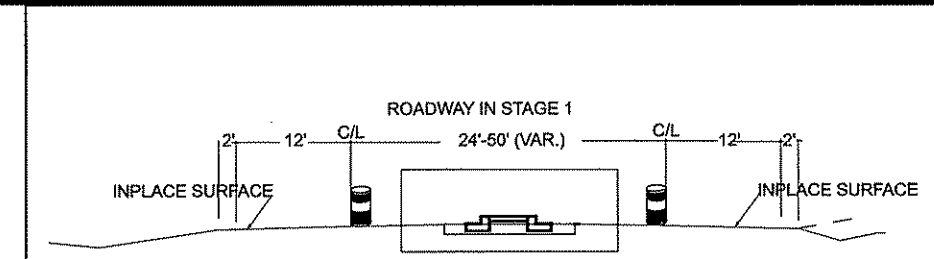 ROADWAY IN STAGE 1
2' 12' C/L 24'-50' (VAR.) C/L 12' 2'
INPLACE SURFACE INPLACE SURFACE